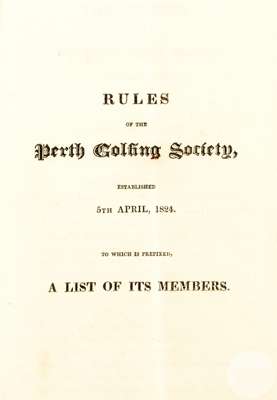 RULES
OF THE
Perth Golfing Society,
ESTABLISHED
5TH APRIL, 1824.
TO WHICH IS PREFIXED,
A LIST OF ITS MEMBERS.